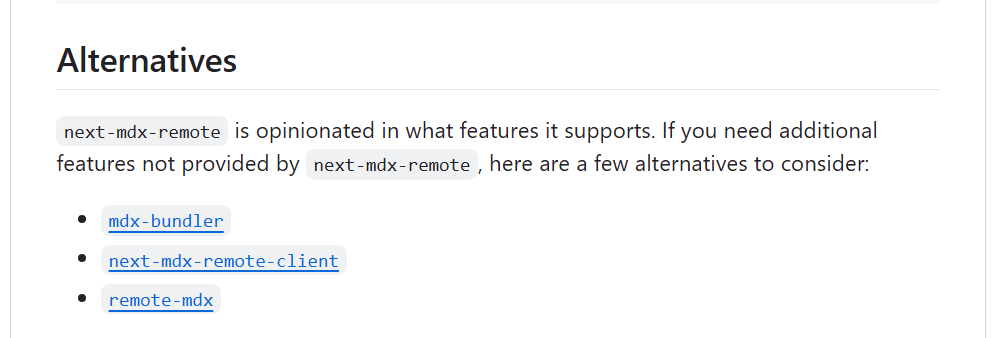 Alternatives
next-mdx-remote is opinionated in what features it supports. If you need additional
features not provided by next-mdx-remote, here are a few alternatives to consider:
• mdx-bundler
• next-mdx-remote-client
• remote-mdx